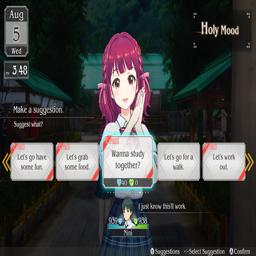 Aug
5
Wed
PM 3:48
Holy Mood
Make a suggestion.
Suggest what?
Let's go have
some fun.
Let's grab
some food.
Wanna study
together?
Let's go for a
walk.
Let's work
out.
I just know this'll work.
Suggestions
Select Suggestion
Confirm